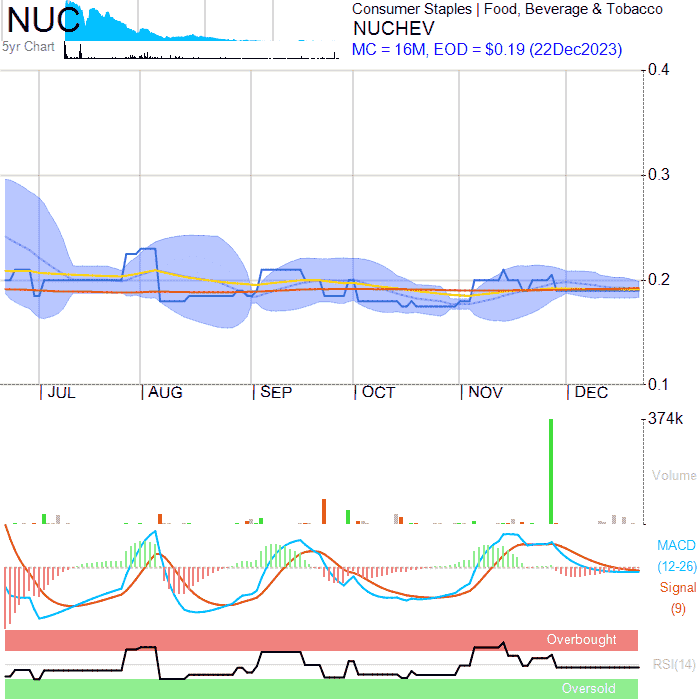 NUC
Consumer Staples | Food, Beverage & Tobacco
NUCHEV
5yr Chart
MC = 16M, EOD = $0.19 (22Dec2023)
0.4
0.3
0.2
0.1
JUL AUG SEP OCT NOV DEC
374k
Volume
MACD
(12-26)
Signal
(9)
Overbought
RSI(14)
Oversold